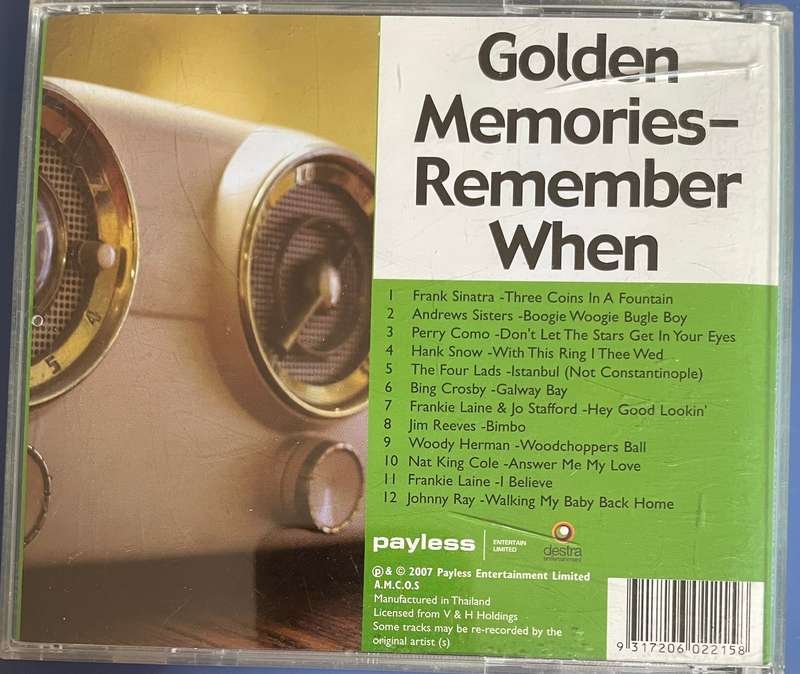 Golden
Memories–
Remember
When
1 Frank Sinatra -Three Coins In A Fountain
2 Andrews Sisters -Boogie Woogie Bugle Boy
3 Perry Como -Don't Let The Stars Get In Your Eyes
4 Hank Snow -With This Ring I Thee Wed
5 The Four Lads -Istanbul (Not Constantinople)
6 Bing Crosby -Galway Bay
7 Frankie Laine & Jo Stafford -Hey Good Lookin'
8 Jim Reeves -Bimbo
9 Woody Herman -Woodchoppers Ball
10 Nat King Cole -Answer Me My Love
11 Frankie Laine -I Believe
12 Johnny Ray -Walking My Baby Back Home
payless
ENTERTAIN
LIMITED
destra
entertainment
℗ & © 2007 Payless Entertainment Limited
A.M.C.O.S
Manufactured in Thailand
Licensed from V & H Holdings
Some tracks may be re-recorded by the
original artist (s)
9 317206 022158
5
4